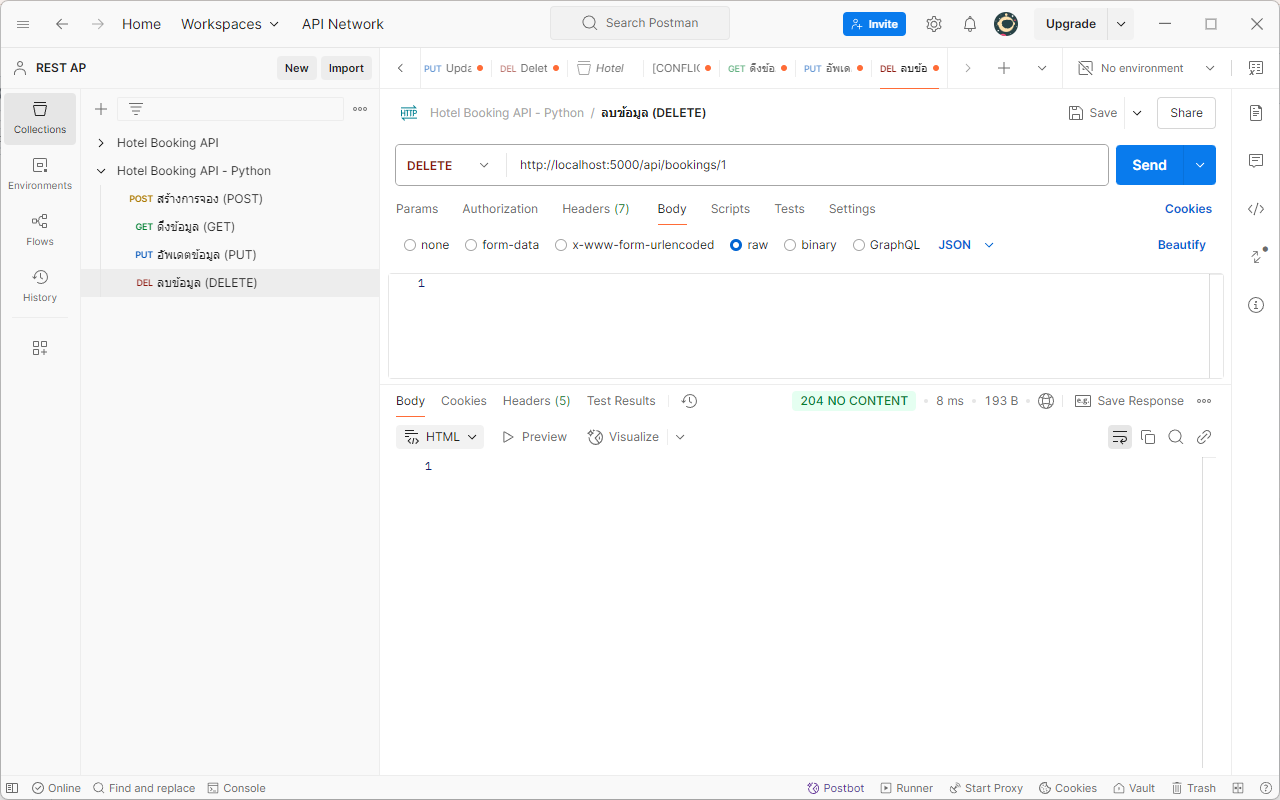 Home Workspaces API Network Search Postman Invite Upgrade
REST AP New Import
PUT Upda DEL Delet Hotel [CONFLIC GET ดึงข้อ PUT อัพเด DEL ลบข้อ No environment
Collections
Environments
Flows
History
Hotel Booking API
Hotel Booking API - Python
POST สร้างการจอง (POST)
GET ดึงข้อมูล (GET)
PUT อัพเดตข้อมูล (PUT)
DEL ลบข้อมูล (DELETE)
HTTP Hotel Booking API - Python / ลบข้อมูล (DELETE) Save Share
DELETE http://localhost:5000/api/bookings/1 Send
Params Authorization Headers (7) Body Scripts Tests Settings Cookies
none form-data x-www-form-urlencoded raw binary GraphQL JSON Beautify
1
Body Cookies Headers (5) Test Results 204 NO CONTENT 8 ms 193 B e.g. Save Response
HTML Preview Visualize
1
Online Find and replace Console Postbot Runner Start Proxy Cookies Vault Trash